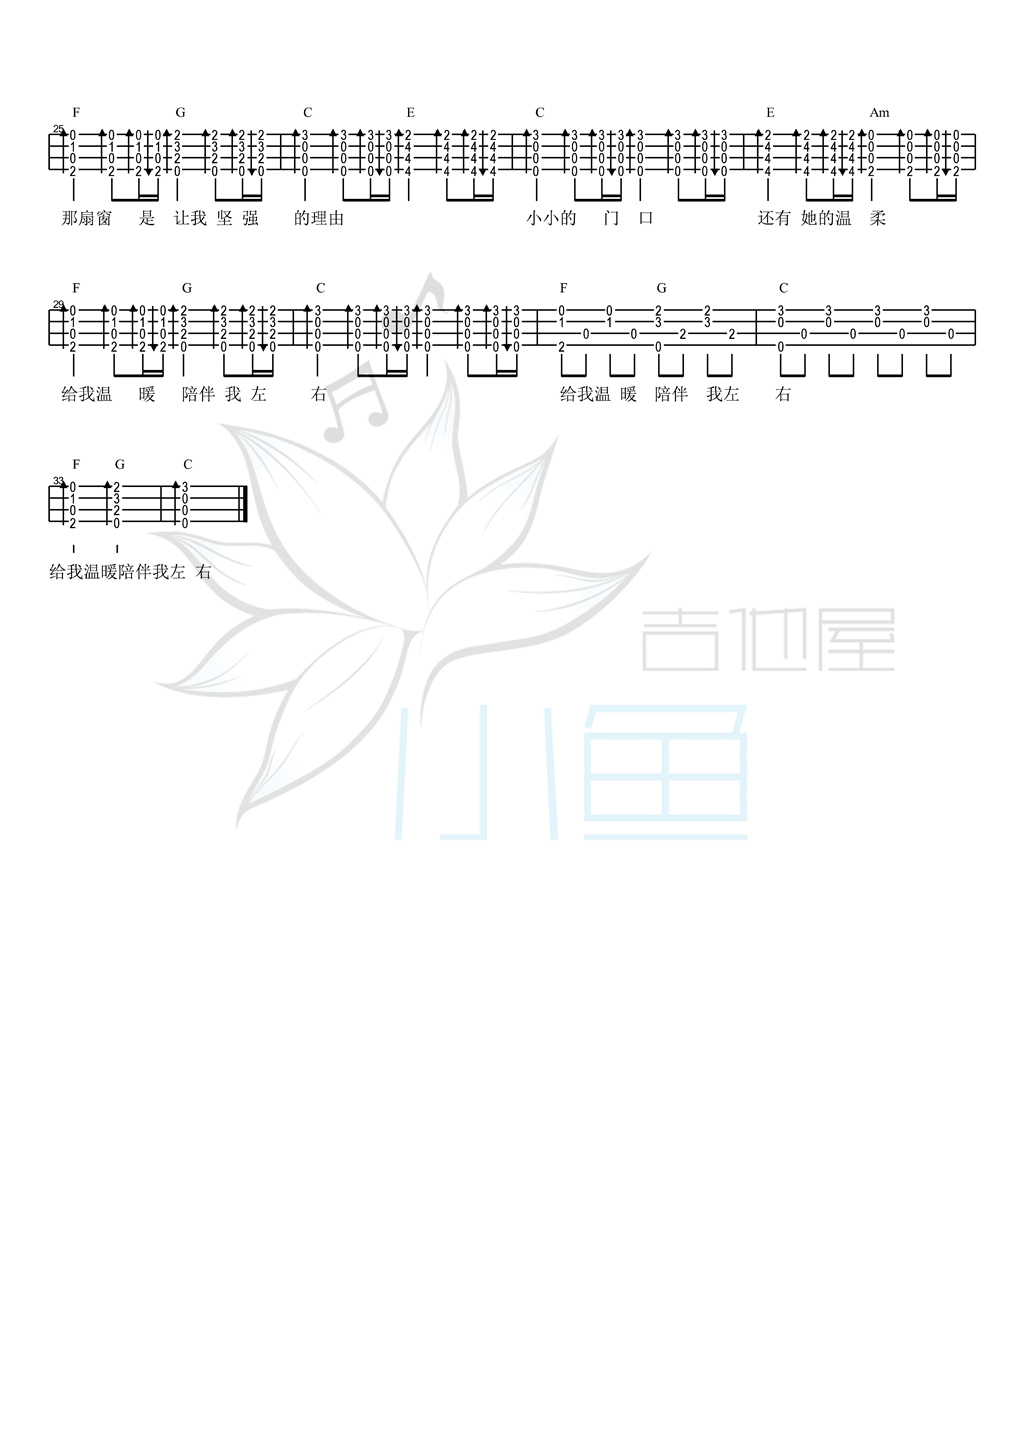 F G C E C E Am
25
那扇窗 是 让我 坚 强 的理由 小小的 门 口 还有 她的温 柔
F G C F G C
29
给我温 暖 陪伴 我 左 右 给我温 暖 陪伴 我左 右
F G C
33
给我温暖陪伴我左 右
吉他屋
小鱼